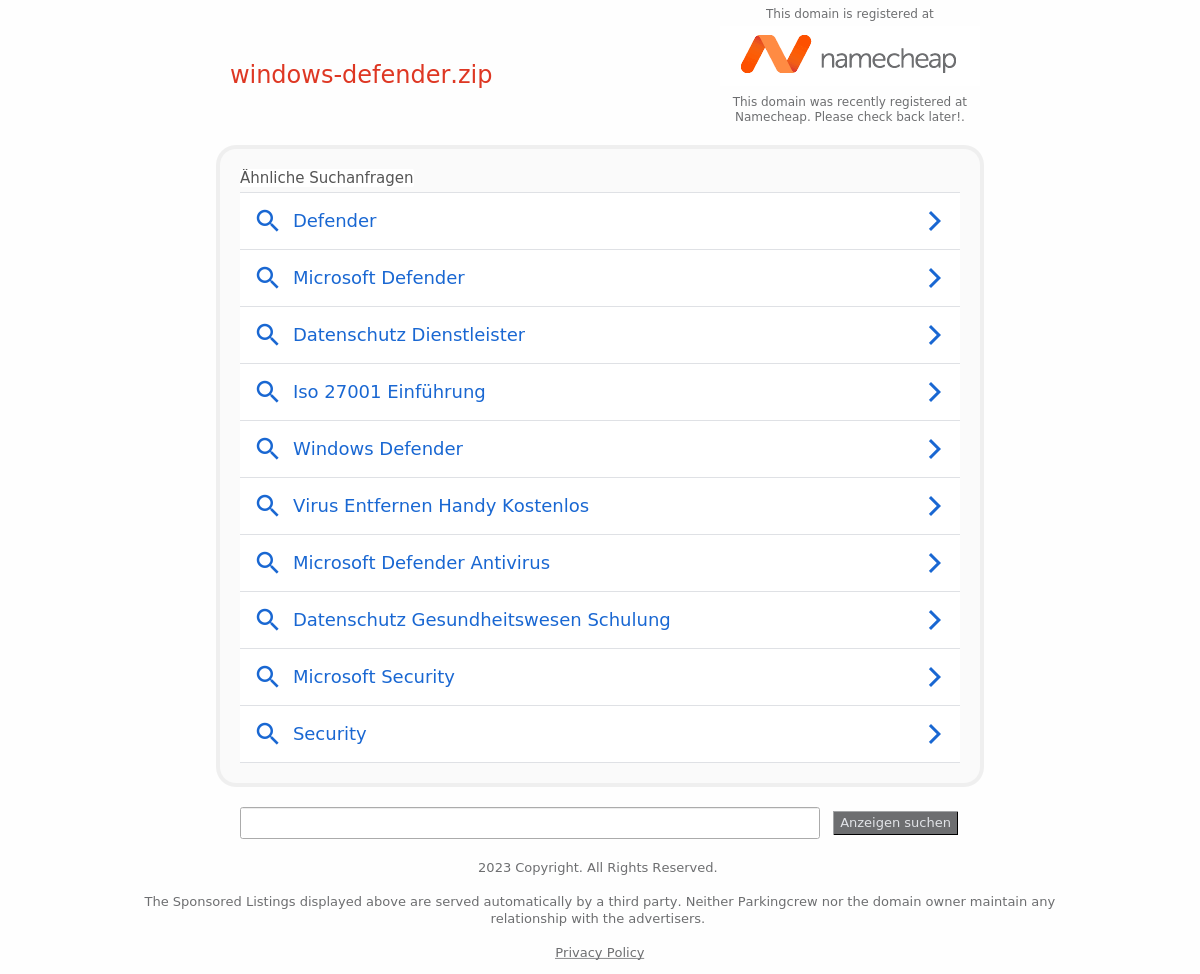 This domain is registered at
windows-defender.zip
namecheap
This domain was recently registered at
Namecheap. Please check back later!.
Ähnliche Suchanfragen
Defender
Microsoft Defender
Datenschutz Dienstleister
Iso 27001 Einführung
Windows Defender
Virus Entfernen Handy Kostenlos
Microsoft Defender Antivirus
Datenschutz Gesundheitswesen Schulung
Microsoft Security
Security
Anzeigen suchen
2023 Copyright. All Rights Reserved.
The Sponsored Listings displayed above are served automatically by a third party. Neither Parkingcrew nor the domain owner maintain any
relationship with the advertisers.
Privacy Policy